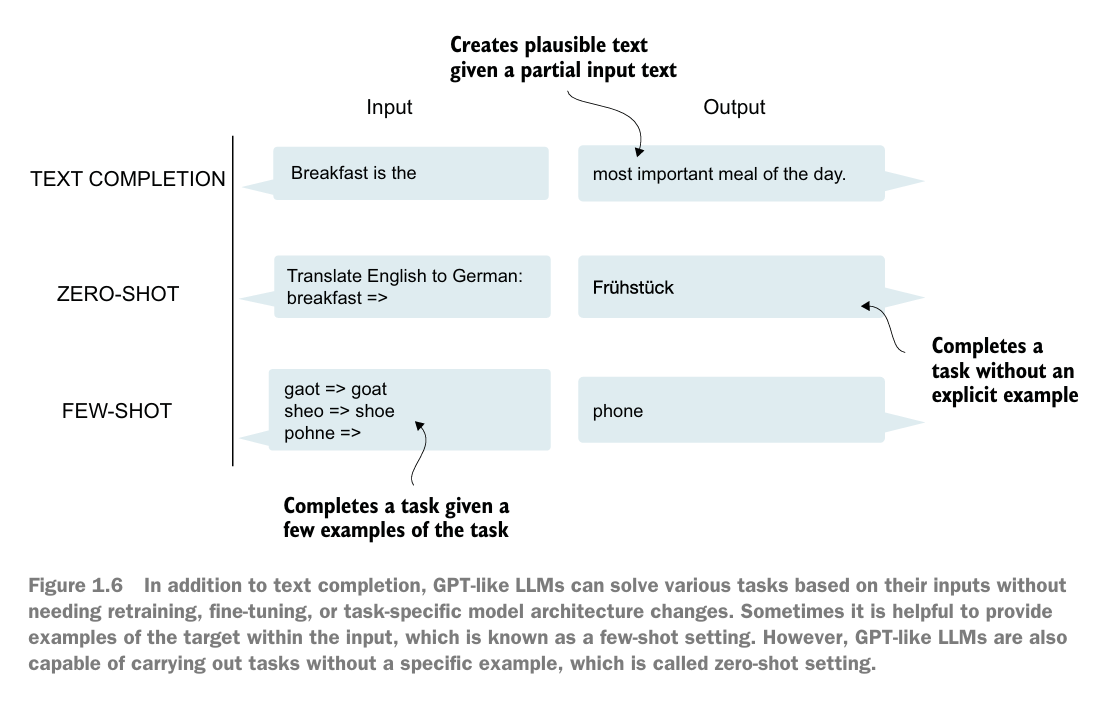 Creates plausible text
given a partial input text
Input
Output
TEXT COMPLETION
Breakfast is the
most important meal of the day.
ZERO-SHOT
Translate English to German:
breakfast =>
Frühstück
Completes a
task without an
explicit example
FEW-SHOT
gaot => goat
sheo => shoe
pohne =>
phone
Completes a task given a
few examples of the task
Figure 1.6 In addition to text completion, GPT-like LLMs can solve various tasks based on their inputs without
needing retraining, fine-tuning, or task-specific model architecture changes. Sometimes it is helpful to provide
examples of the target within the input, which is known as a few-shot setting. However, GPT-like LLMs are also
capable of carrying out tasks without a specific example, which is called zero-shot setting.